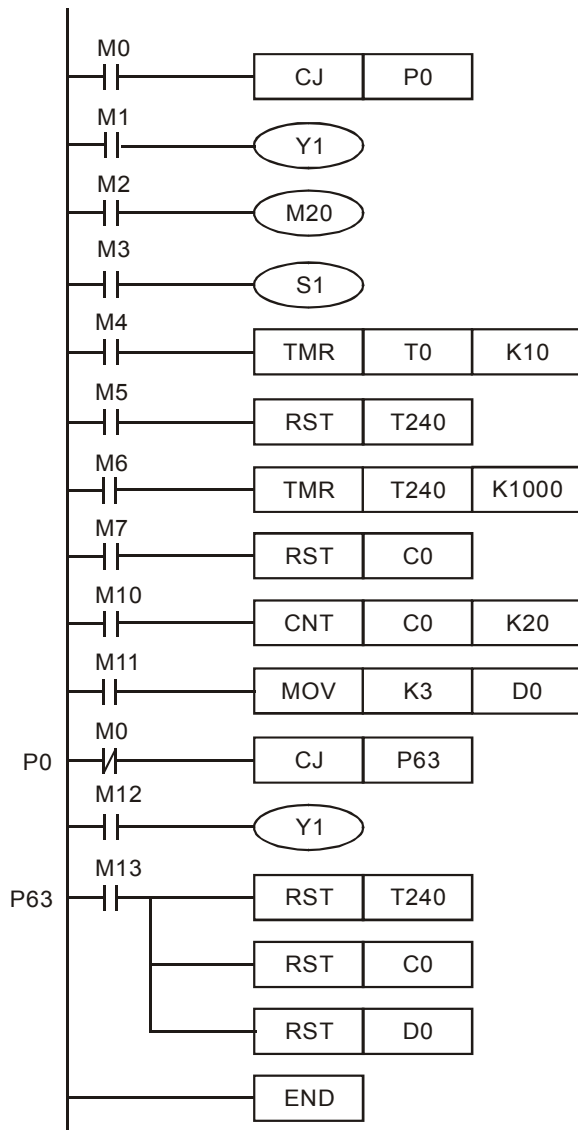 M0
CJ P0
M1
Y1
M2
M20
M3
S1
M4
TMR T0 K10
M5
RST T240
M6
TMR T240 K1000
M7
RST C0
M10
CNT C0 K20
M11
MOV K3 D0
M0
P0 CJ P63
M12
Y1
M13
P63 RST T240
RST C0
RST D0
END